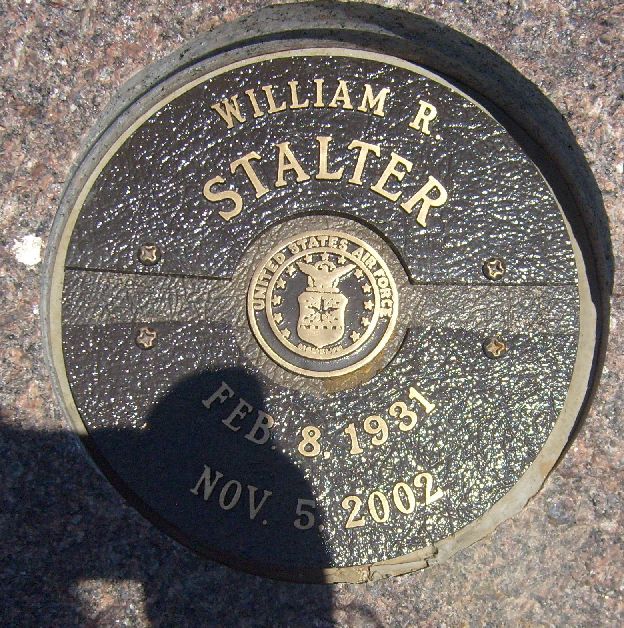 WILLIAM R.
STALTER
UNITED STATES AIR FORCE
FEB. 8. 1931
NOV. 5. 2002